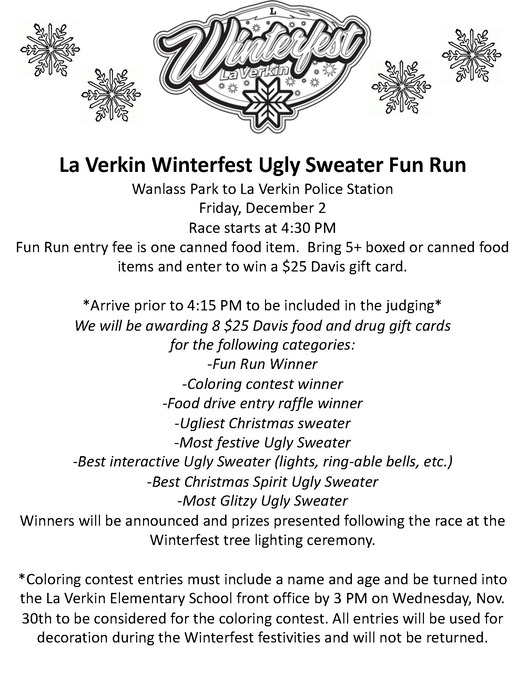 L
Winterfest
La Verkin
La Verkin Winterfest Ugly Sweater Fun Run
Wanlass Park to La Verkin Police Station
Friday, December 2
Race starts at 4:30 PM
Fun Run entry fee is one canned food item.  Bring 5+ boxed or canned food
items and enter to win a $25 Davis gift card.
*Arrive prior to 4:15 PM to be included in the judging*
We will be awarding 8 $25 Davis food and drug gift cards
for the following categories:
-Fun Run Winner
-Coloring contest winner
-Food drive entry raffle winner
-Ugliest Christmas sweater
-Most festive Ugly Sweater
-Best interactive Ugly Sweater (lights, ring-able bells, etc.)
-Best Christmas Spirit Ugly Sweater
-Most Glitzy Ugly Sweater
Winners will be announced and prizes presented following the race at the
Winterfest tree lighting ceremony.
*Coloring contest entries must include a name and age and be turned into
the La Verkin Elementary School front office by 3 PM on Wednesday, Nov.
30th to be considered for the coloring contest. All entries will be used for
decoration during the Winterfest festivities and will not be returned.